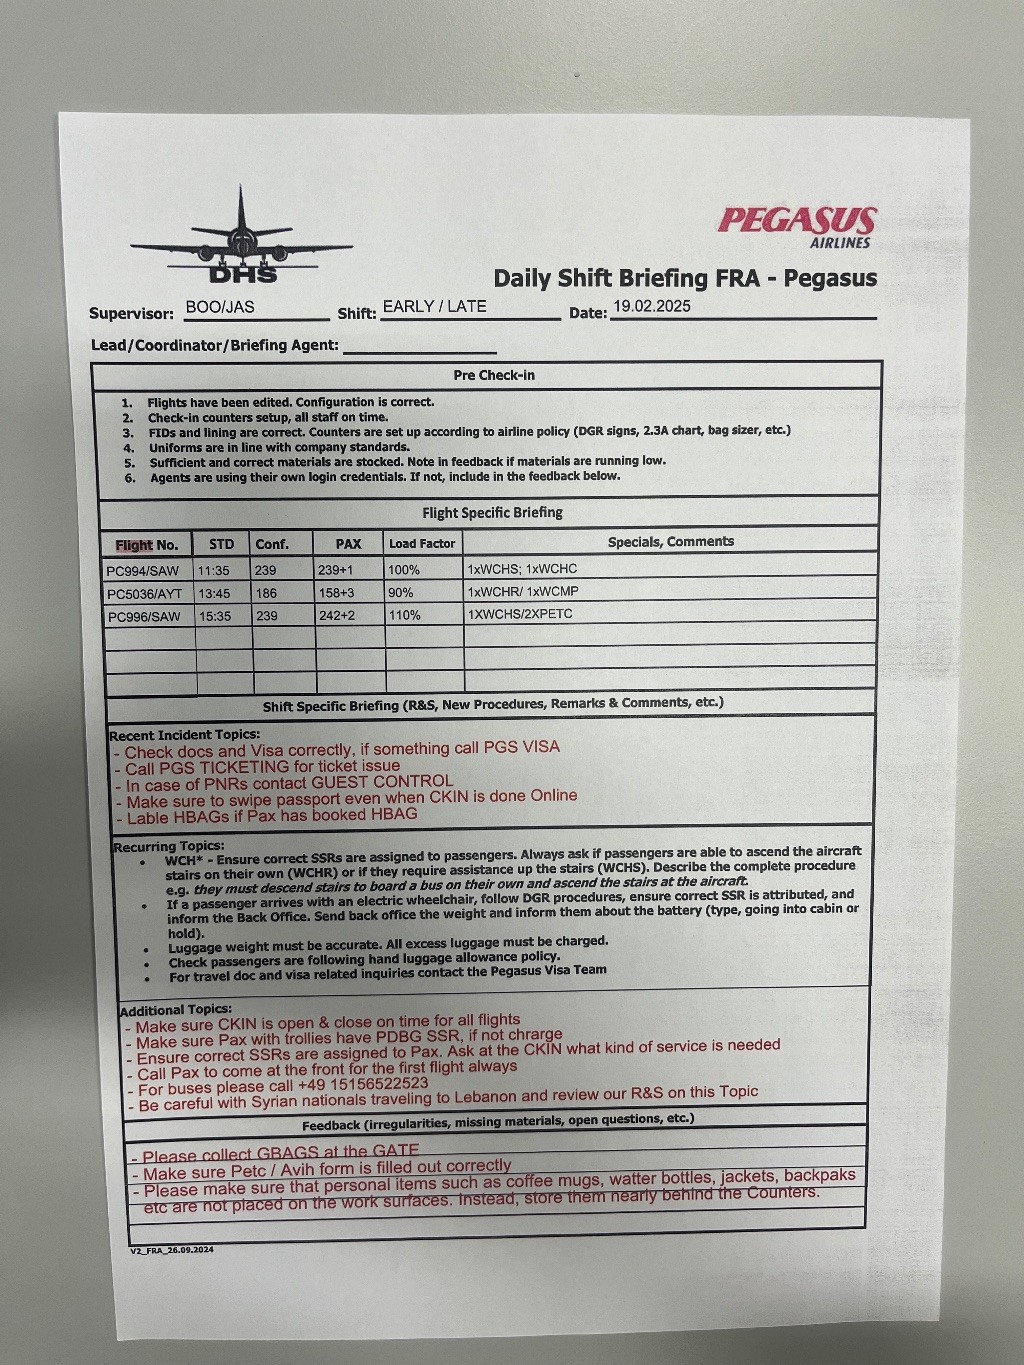 DHS
PEGASUS
AIRLINES
Daily Shift Briefing FRA - Pegasus
Supervisor: BOO/JAS Shift: EARLY / LATE Date: 19.02.2025
Lead/Coordinator/Briefing Agent:
Pre Check-in
1. Flights have been edited. Configuration is correct.
2. Check-in counters setup, all staff on time.
3. FIDs and lining are correct. Counters are set up according to airline policy (DGR signs, 2.3A chart, bag sizer, etc.)
4. Uniforms are in line with company standards.
5. Sufficient and correct materials are stocked. Note in feedback if materials are running low.
6. Agents are using their own login credentials. If not, include in the feedback below.
Flight Specific Briefing
Flight No. STD Conf. PAX Load Factor Specials, Comments
PC994/SAW 11:35 239 239+1 100% 1xWCHS; 1xWCHC
PC5036/AYT 13:45 186 158+3 90% 1xWCHR/ 1xWCMP
PC996/SAW 15:35 239 242+2 110% 1XWCHS/2XPETC
Shift Specific Briefing (R&S, New Procedures, Remarks & Comments, etc.)
Recent Incident Topics:
- Check docs and Visa correctly, if something call PGS VISA
- Call PGS TICKETING for ticket issue
- In case of PNRs contact GUEST CONTROL
- Make sure to swipe passport even when CKIN is done Online
- Lable HBAGs if Pax has booked HBAG
Recurring Topics:
• WCH* - Ensure correct SSRs are assigned to passengers. Always ask if passengers are able to ascend the aircraft
stairs on their own (WCHR) or if they require assistance up the stairs (WCHS). Describe the complete procedure
e.g. they must descend stairs to board a bus on their own and ascend the stairs at the aircraft.
• If a passenger arrives with an electric wheelchair, follow DGR procedures, ensure correct SSR is attributed, and
inform the Back Office. Send back office the weight and inform them about the battery (type, going into cabin or
hold).
• Luggage weight must be accurate. All excess luggage must be charged.
• Check passengers are following hand luggage allowance policy.
• For travel doc and visa related inquiries contact the Pegasus Visa Team
Additional Topics:
- Make sure CKIN is open & close on time for all flights
- Make sure Pax with trollies have PDBG SSR, if not chrarge
- Ensure correct SSRs are assigned to Pax. Ask at the CKIN what kind of service is needed
- Call Pax to come at the front for the first flight always
- For buses please call +49 15156522523
- Be careful with Syrian nationals traveling to Lebanon and review our R&S on this Topic
Feedback (irregularities, missing materials, open questions, etc.)
- Please collect GBAGS at the GATE
- Make sure Petc / Avih form is filled out correctly
- Please make sure that personal items such as coffee mugs, watter bottles, jackets, backpaks
etc are not placed on the work surfaces. Instead, store them nearly behind the Counters.
V2_FRA_26.09.2024